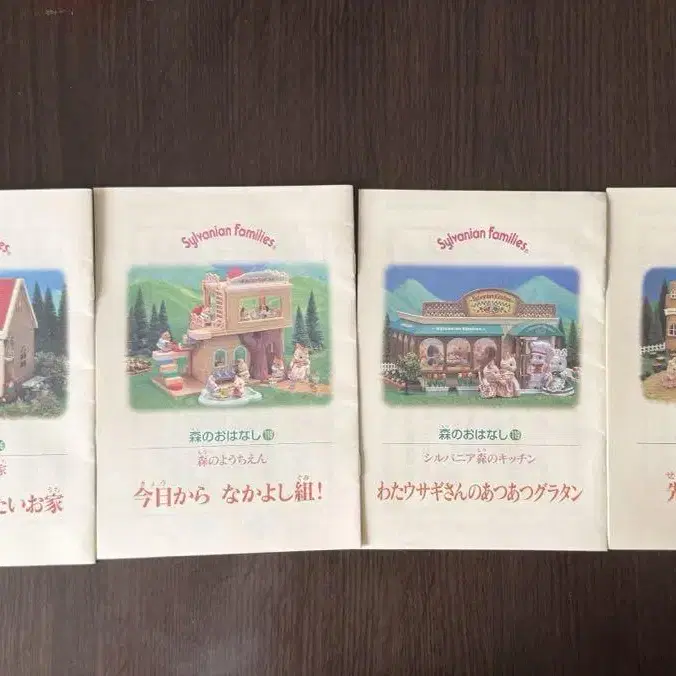 Sylvanian Families®
森のおはなし
森のようちえん
今日から なかよし組!
Sylvanian Families®
森のおはなし
シルバニア森のキッチン
わたウサギさんのあつあつグラタン
たいお家